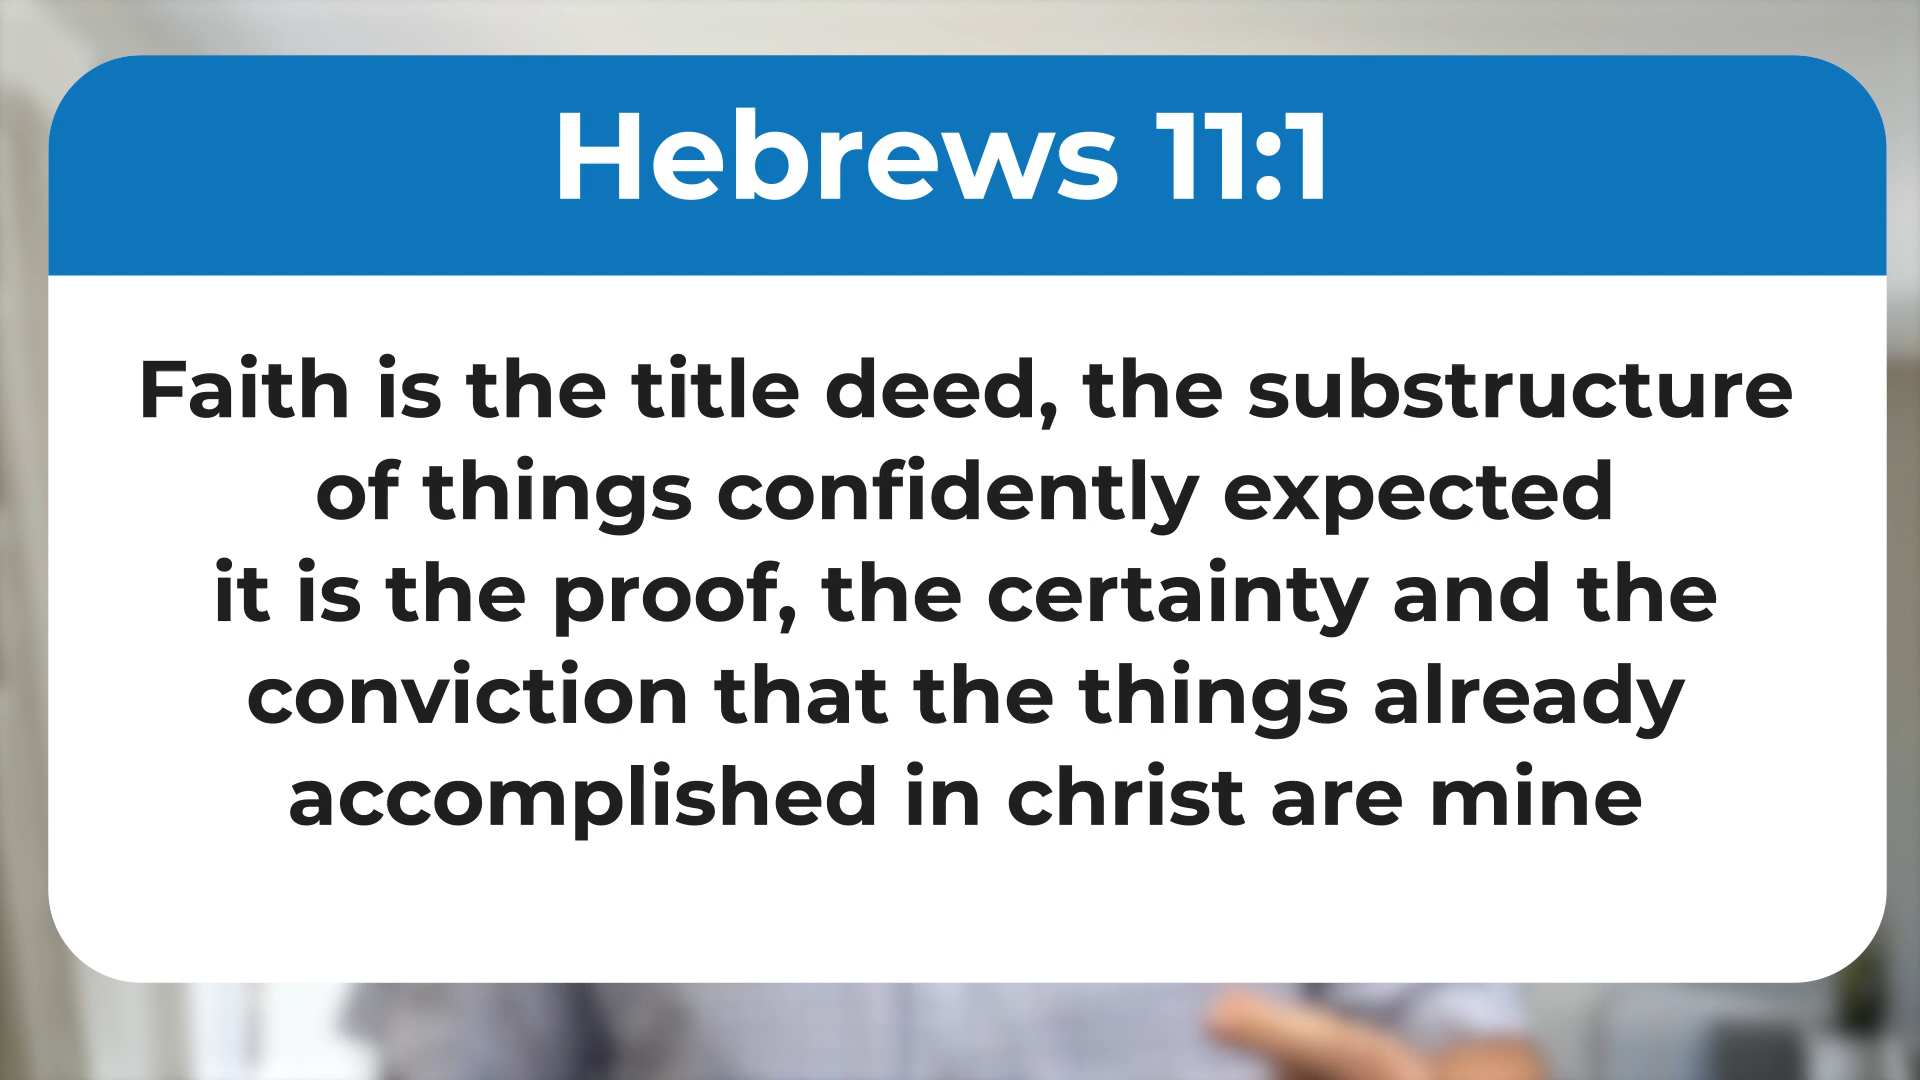 Hebrews 11:1
Faith is the title deed, the substructure
of things confidently expected
it is the proof, the certainty and the
conviction that the things already
accomplished in christ are mine